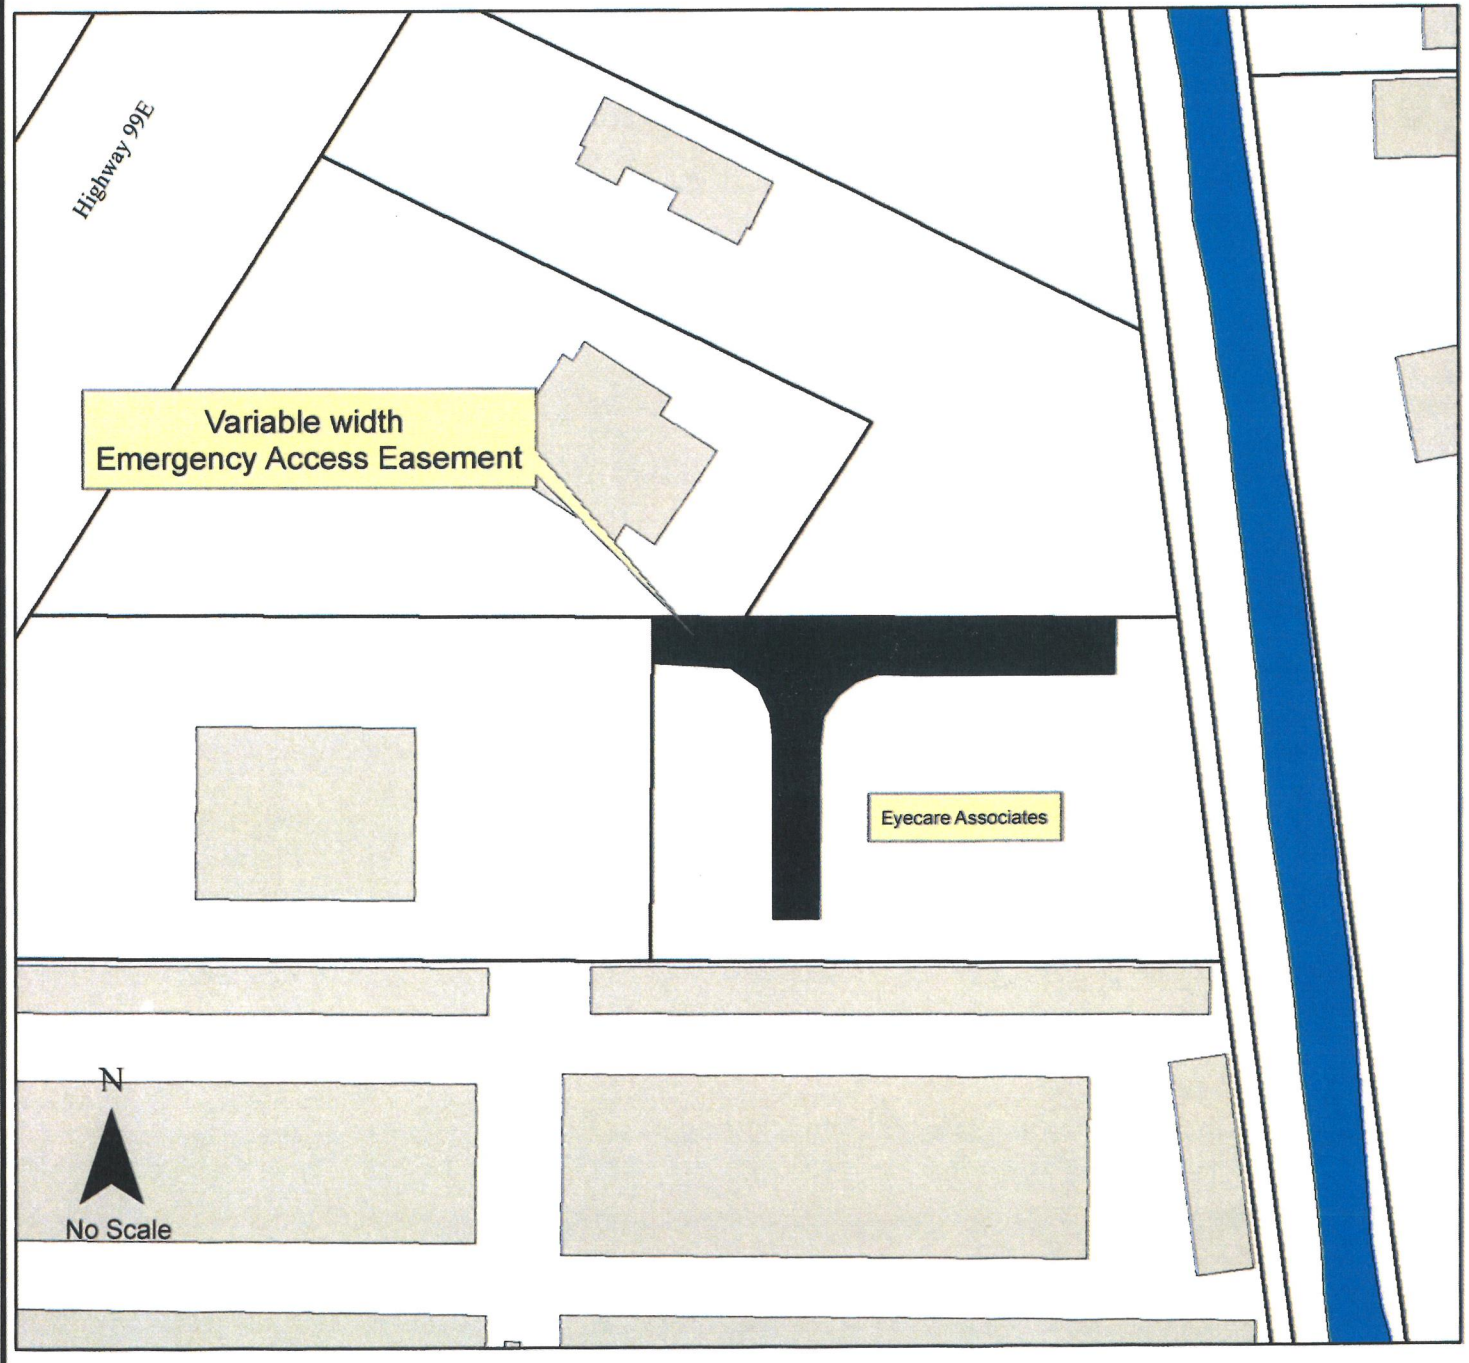 Highway 99E
Variable width
Emergency Access Easement
Eyecare Associates
N
No Scale